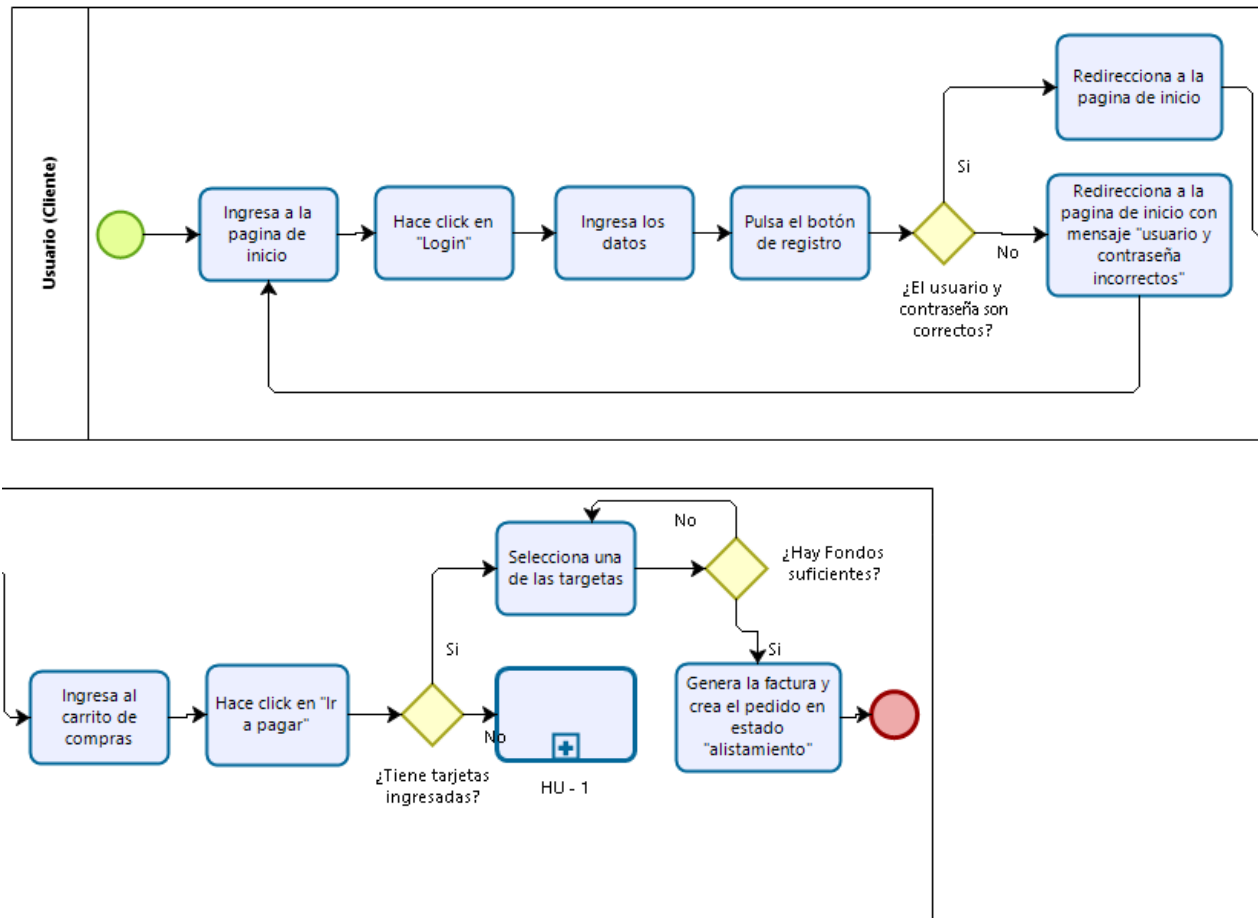 Usuario (Cliente)
Ingresa a la
pagina de
inicio
Hace click en
"Login"
Ingresa los
datos
Pulsa el botón
de registro
¿El usuario y
contraseña son
correctos?
Si
No
Redirecciona a la
pagina de inicio
Redirecciona a la
pagina de inicio con
mensaje "usuario y
contraseña
incorrectos"
Ingresa al
carrito de
compras
Hace click en "Ir
a pagar"
¿Tiene tarjetas
ingresadas?
Si
No
Selecciona una
de las targetas
HU - 1
No
¿Hay Fondos
suficientes?
Si
Genera la factura y
crea el pedido en
estado
"alistamiento"